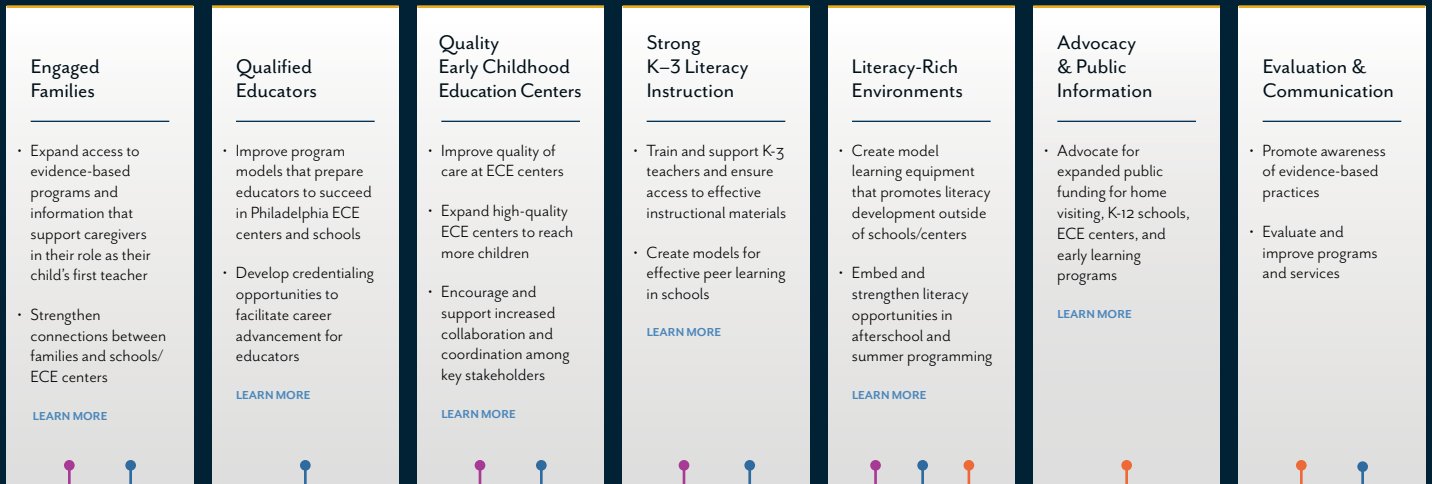 Engaged
Families
• Expand access to
evidence-based
programs and
information that
support caregivers
in their role as their
child's first teacher
• Strengthen
connections between
families and schools/
ECE centers
LEARN MORE
Qualified
Educators
• Improve program
models that prepare
educators to succeed
in Philadelphia ECE
centers and schools
• Develop credentialing
opportunities to
facilitate career
advancement for
educators
LEARN MORE
Quality
Early Childhood
Education Centers
• Improve quality of
care at ECE centers
• Expand high-quality
ECE centers to reach
more children
• Encourage and
support increased
collaboration and
coordination among
key stakeholders
LEARN MORE
Strong
K–3 Literacy
Instruction
• Train and support K-3
teachers and ensure
access to effective
instructional materials
• Create models for
effective peer learning
in schools
LEARN MORE
Literacy-Rich
Environments
• Create model
learning equipment
that promotes literacy
development outside
of schools/centers
• Embed and
strengthen literacy
opportunities in
afterschool and
summer programming
LEARN MORE
Advocacy
& Public
Information
• Advocate for
expanded public
funding for home
visiting, K-12 schools,
ECE centers, and
early learning
programs
LEARN MORE
Evaluation &
Communication
• Promote awareness
of evidence-based
practices
• Evaluate and
improve programs
and services